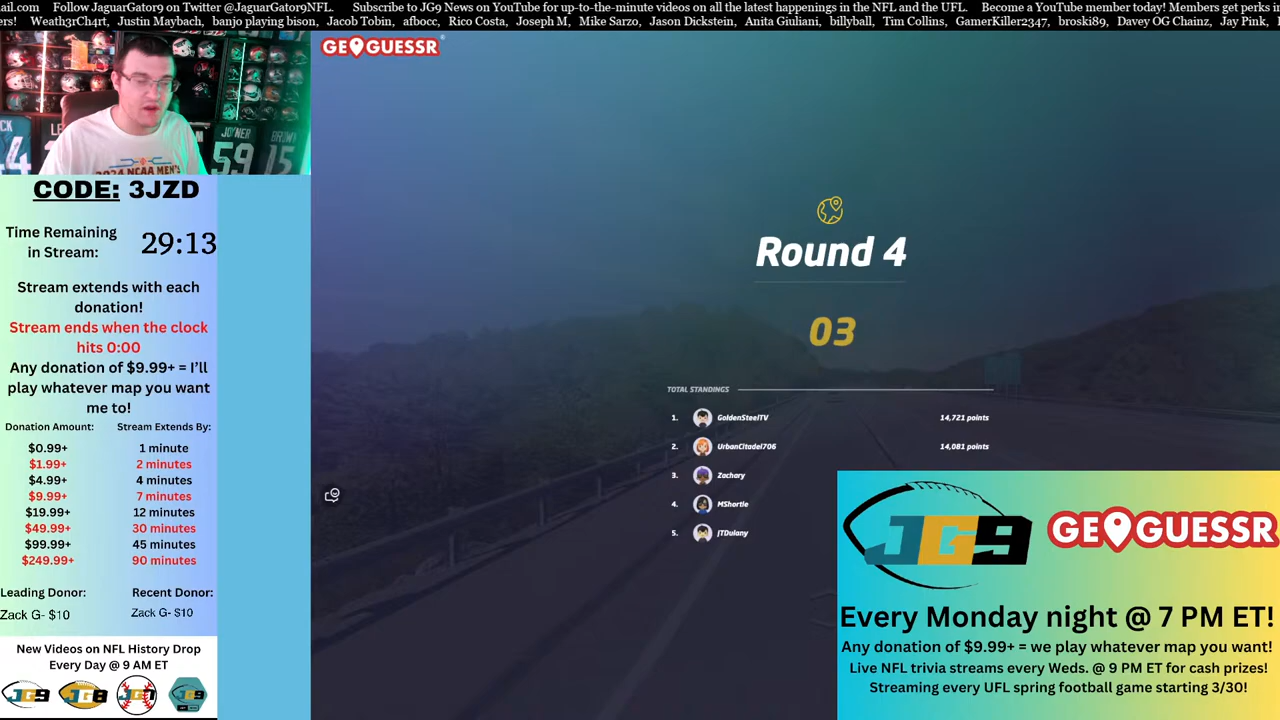 ail.com Follow JaguarGator9 on Twitter @JaguarGator9NFL. Subscribe to JG9 News on YouTube for up-to-the-minute videos on all the latest happenings in the NFL and the UFL. Become a YouTube member today! Members get perks i
ers! Weath3rCh4rt, Justin Maybach, banjo playing bison, Jacob Tobin, afbocc, Rico Costa, Joseph M, Mike Sarzo, Jason Dickstein, Anita Giuliani, billyball, Tim Collins, GamerKiller2347, broski89, Davey OG Chainz, Jay Pink,
GEOGUESSR
JOYNER
59
BROWN
15
2024 NCAA MEN'S
CODE: 3JZD
Time Remaining
in Stream:
29:13
Stream extends with each
donation!
Stream ends when the clock
hits 0:00
Any donation of $9.99+ = I'll
play whatever map you want
me to!
Donation Amount: Stream Extends By:
$0.99+ 1 minute
$1.99+ 2 minutes
$4.99+ 4 minutes
$9.99+ 7 minutes
$19.99+ 12 minutes
$49.99+ 30 minutes
$99.99+ 45 minutes
$249.99+ 90 minutes
Leading Donor: Recent Donor:
Zack G- $10 Zack G- $10
New Videos on NFL History Drop
Every Day @ 9 AM ET
JG9 JG8 JG7 JG9
Round 4
03
TOTAL STANDINGS
1. GoldenSteelTV 14,721 points
2. UrbanCitadel706 14,081 points
3. Zachary
4. MShortle
5. JTDulany
JG9 GEOGUESSR
Every Monday night @ 7 PM ET!
Any donation of $9.99+ = we play whatever map you want!
Live NFL trivia streams every Weds. @ 9 PM ET for cash prizes!
Streaming every UFL spring football game starting 3/30!